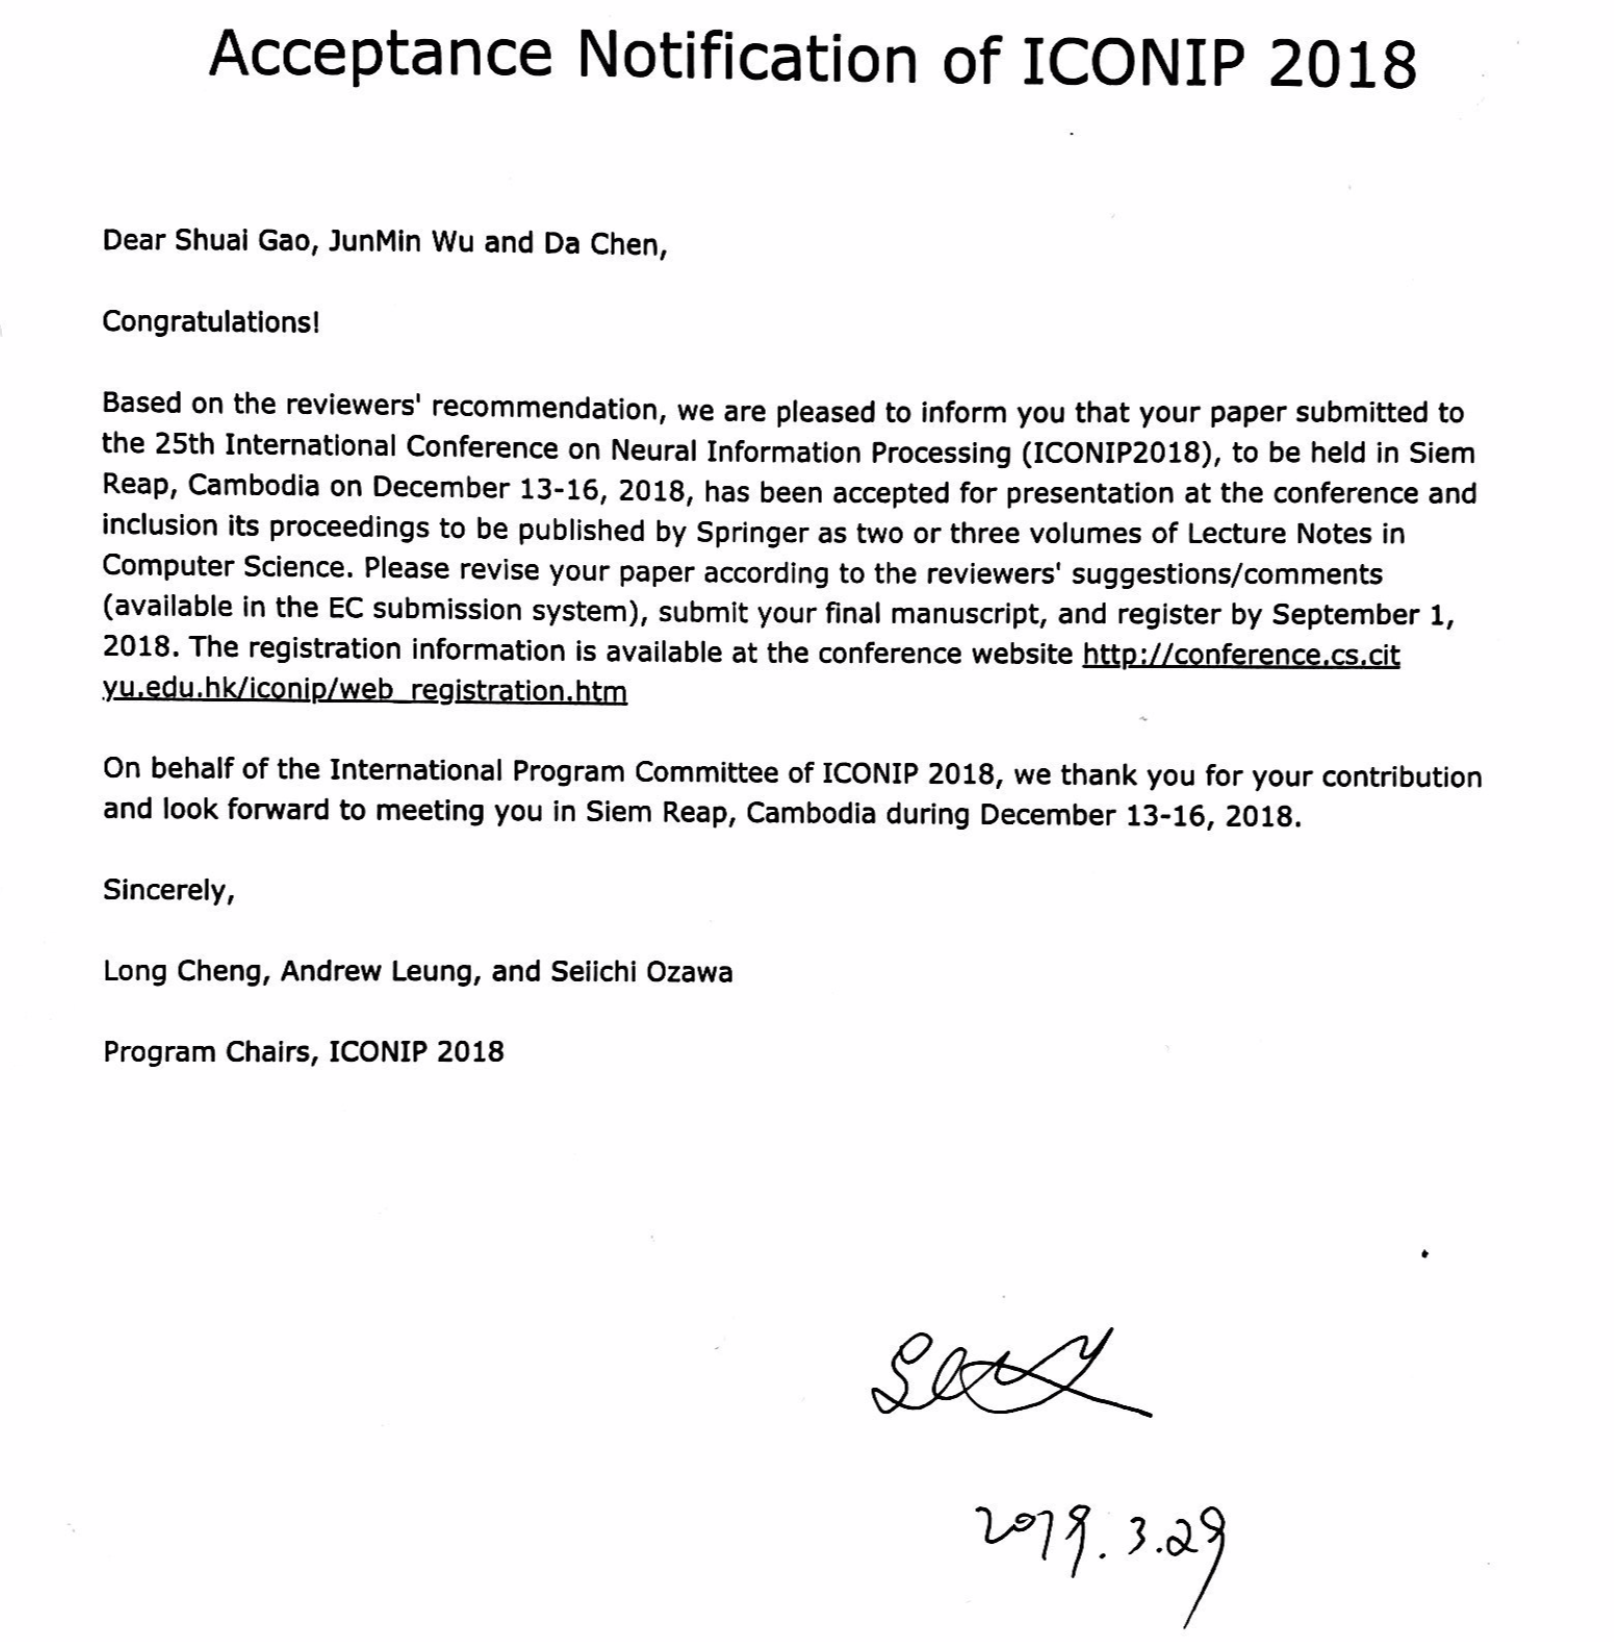 Acceptance Notification of ICONIP 2018
Dear Shuai Gao, JunMin Wu and Da Chen,
Congratulations!
Based on the reviewers' recommendation, we are pleased to inform you that your paper submitted to
the 25th International Conference on Neural Information Processing (ICONIP2018), to be held in Siem
Reap, Cambodia on December 13-16, 2018, has been accepted for presentation at the conference and
inclusion its proceedings to be published by Springer as two or three volumes of Lecture Notes in
Computer Science. Please revise your paper according to the reviewers' suggestions/comments
(available in the EC submission system), submit your final manuscript, and register by September 1,
2018. The registration information is available at the conference website http://conference.cs.cit
yu.edu.hk/iconip/web_registration.htm
On behalf of the International Program Committee of ICONIP 2018, we thank you for your contribution
and look forward to meeting you in Siem Reap, Cambodia during December 13-16, 2018.
Sincerely,
Long Cheng, Andrew Leung, and Seiichi Ozawa
Program Chairs, ICONIP 2018
2019.3.29